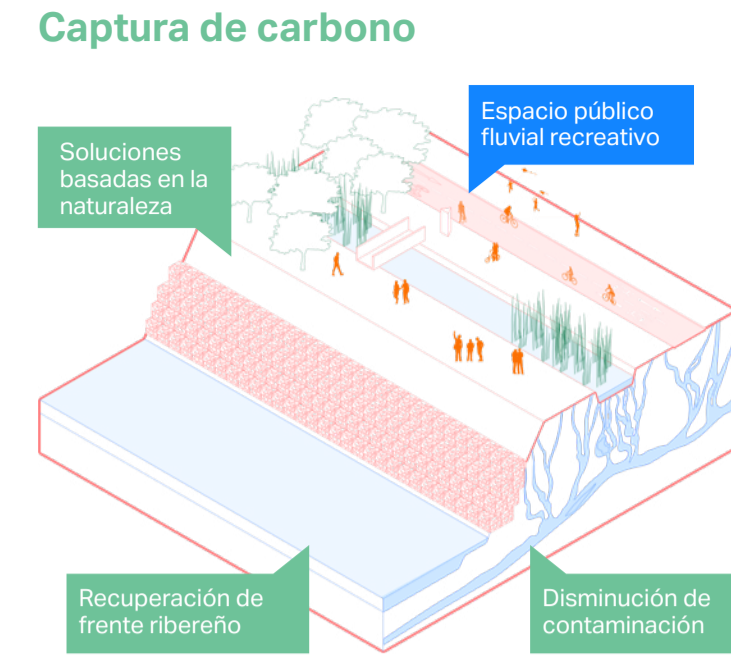 Captura de carbono
Espacio público
fluvial recreativo
Soluciones
basadas en la
naturaleza
Recuperación de
frente ribereño
Disminución de
contaminación